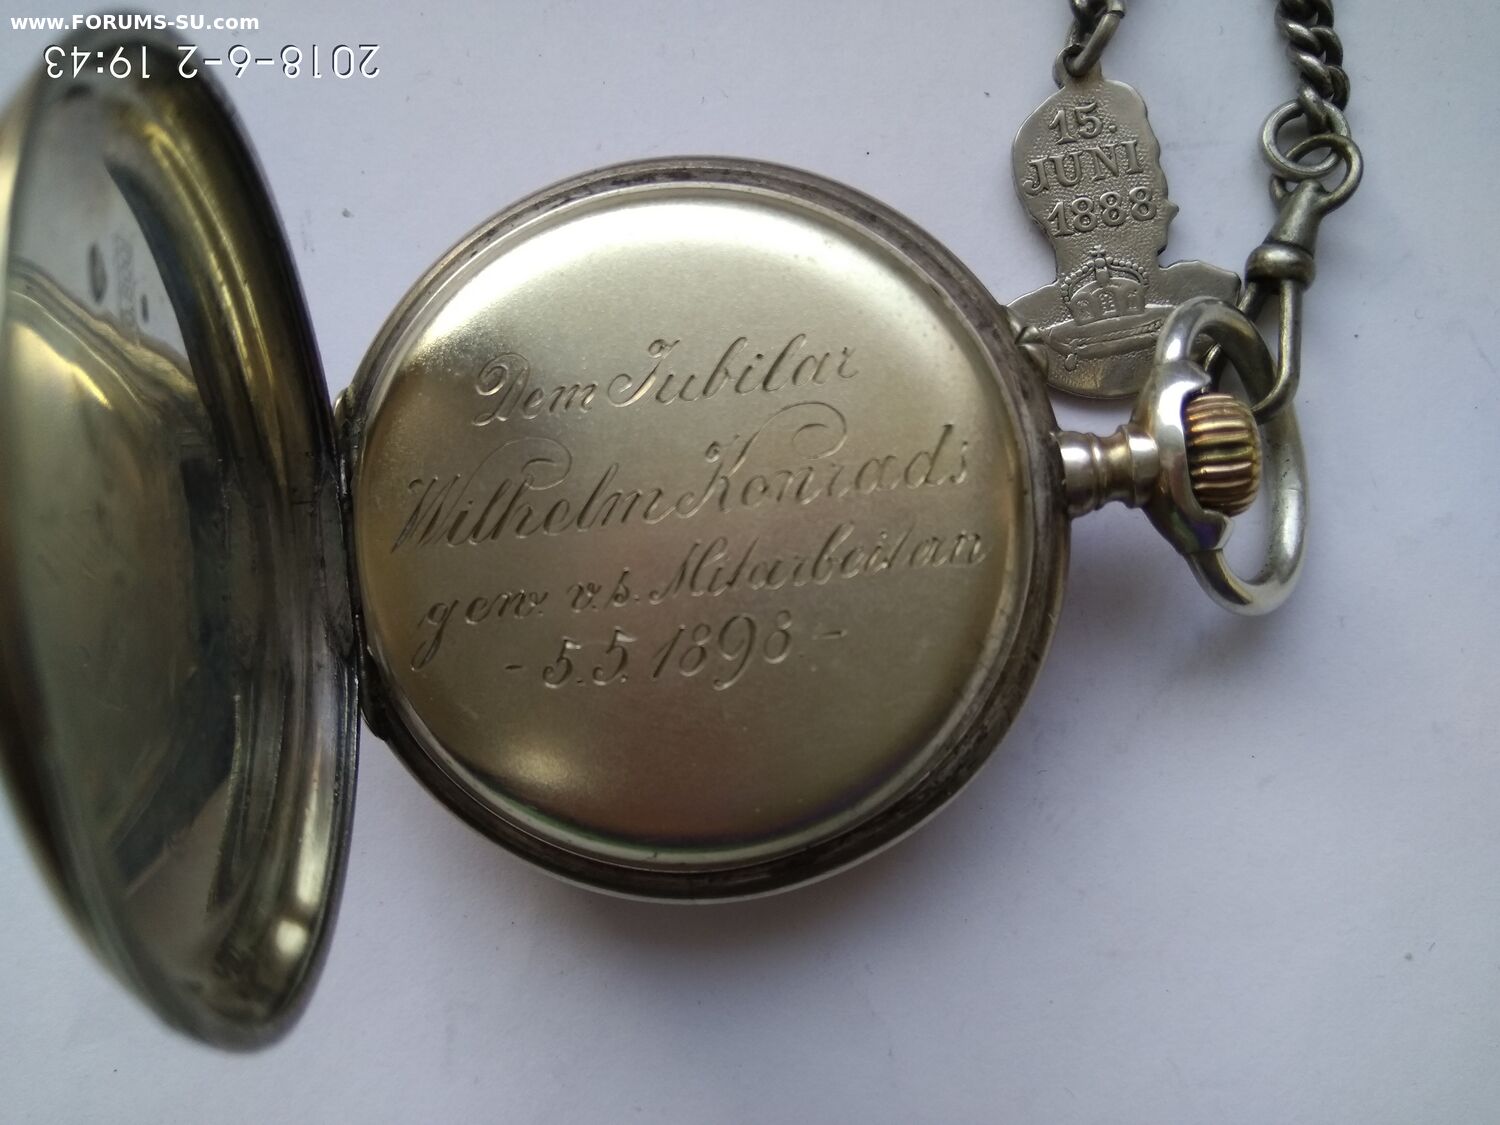 www.FORUMS-SU.com
2018-6-2 19:43
15.
JUNI
1888
Dem Jubilar
Wilhelm Konrads
gew. v. s. Mitarbeitan
- 5.5.1898.-